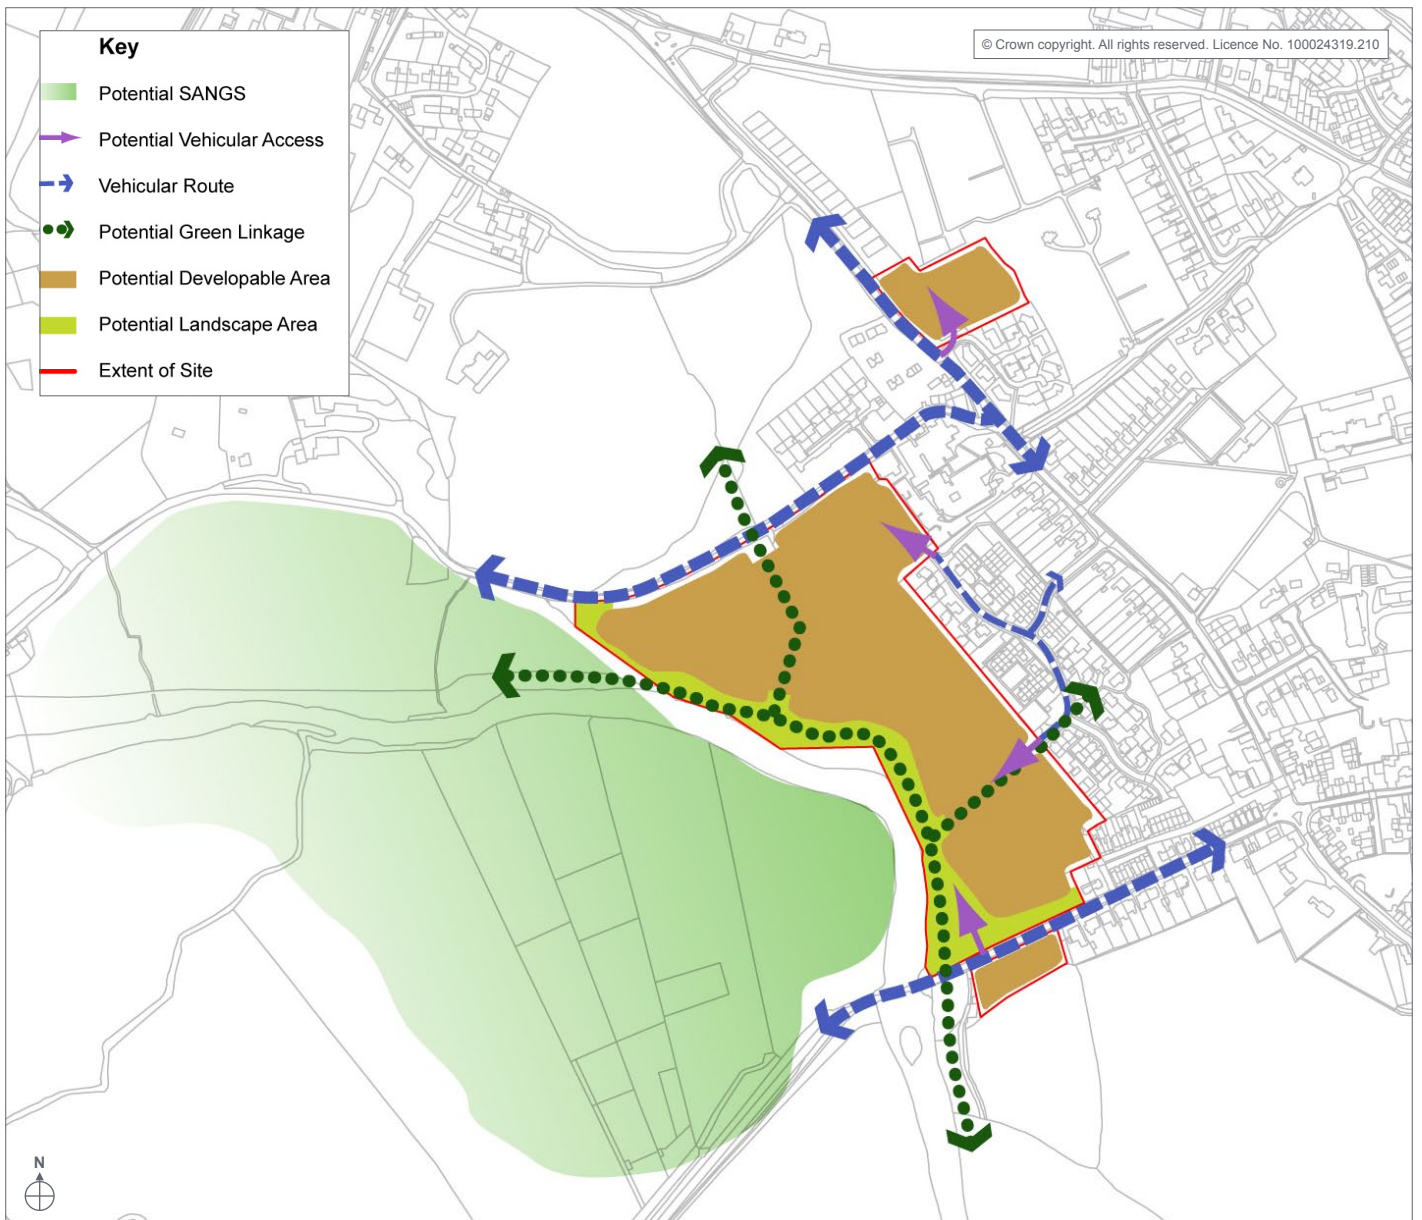 Key
© Crown copyright. All rights reserved. Licence No. 100024319.210
Potential SANGS
Potential Vehicular Access
Vehicular Route
Potential Green Linkage
Potential Developable Area
Potential Landscape Area
Extent of Site
N